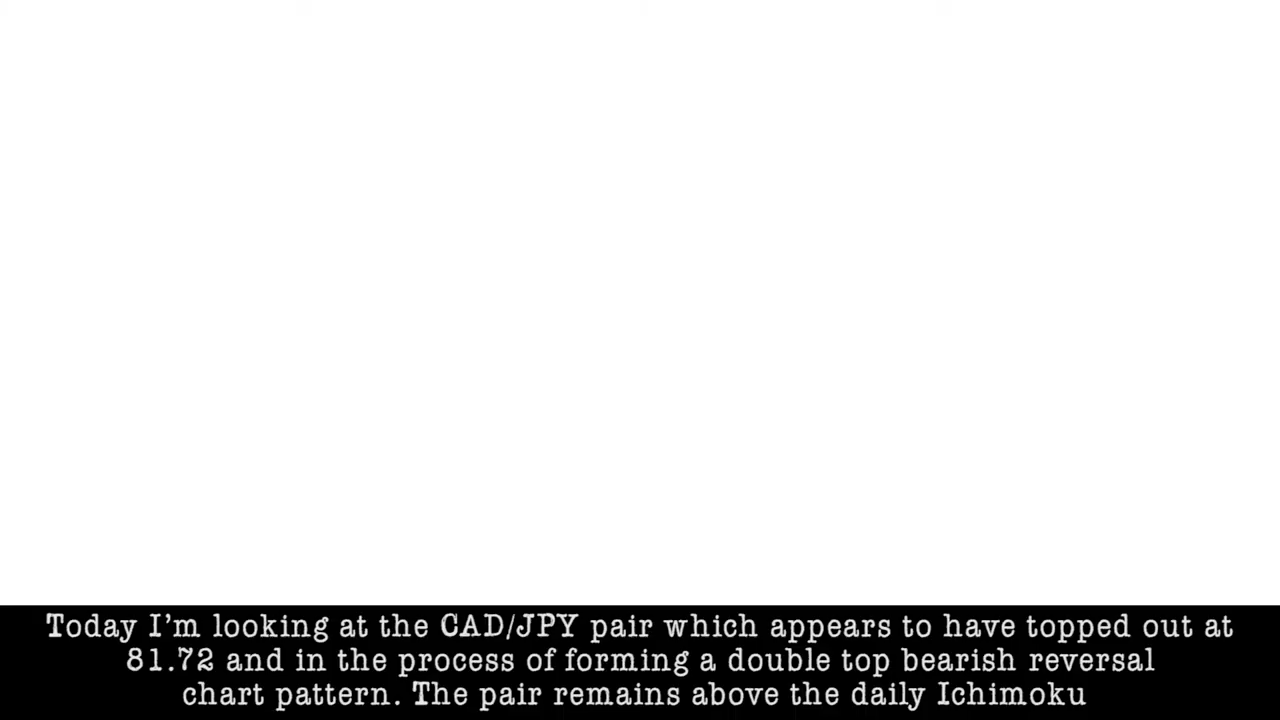 Today I'm looking at the CAD/JPY pair which appears to have topped out at
81.72 and in the process of forming a double top bearish reversal
chart pattern. The pair remains above the daily Ichimoku